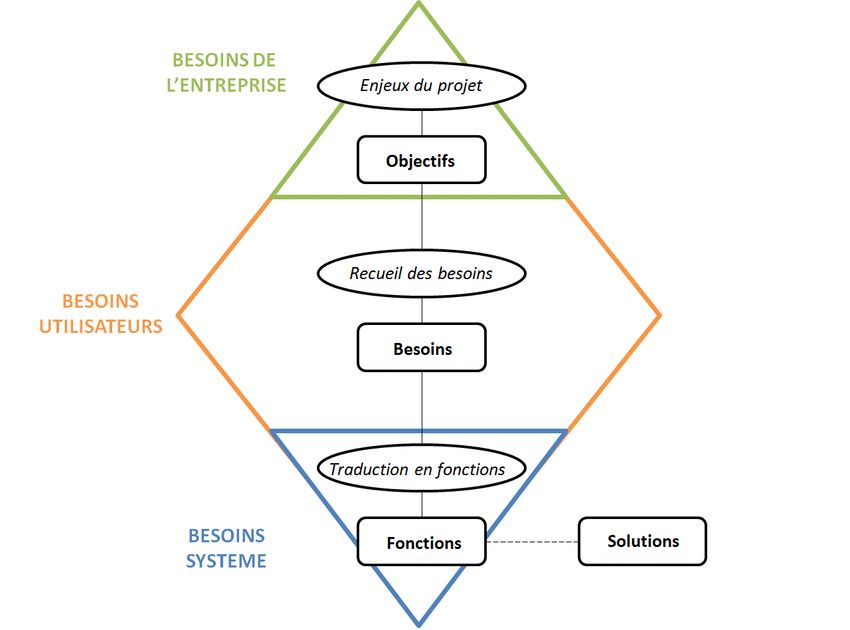 BESOINS DE
L'ENTREPRISE
Enjeux du projet
Objectifs
Recueil des besoins
BESOINS
UTILISATEURS
Besoins
Traduction en fonctions
BESOINS
SYSTEME
Fonctions
Solutions